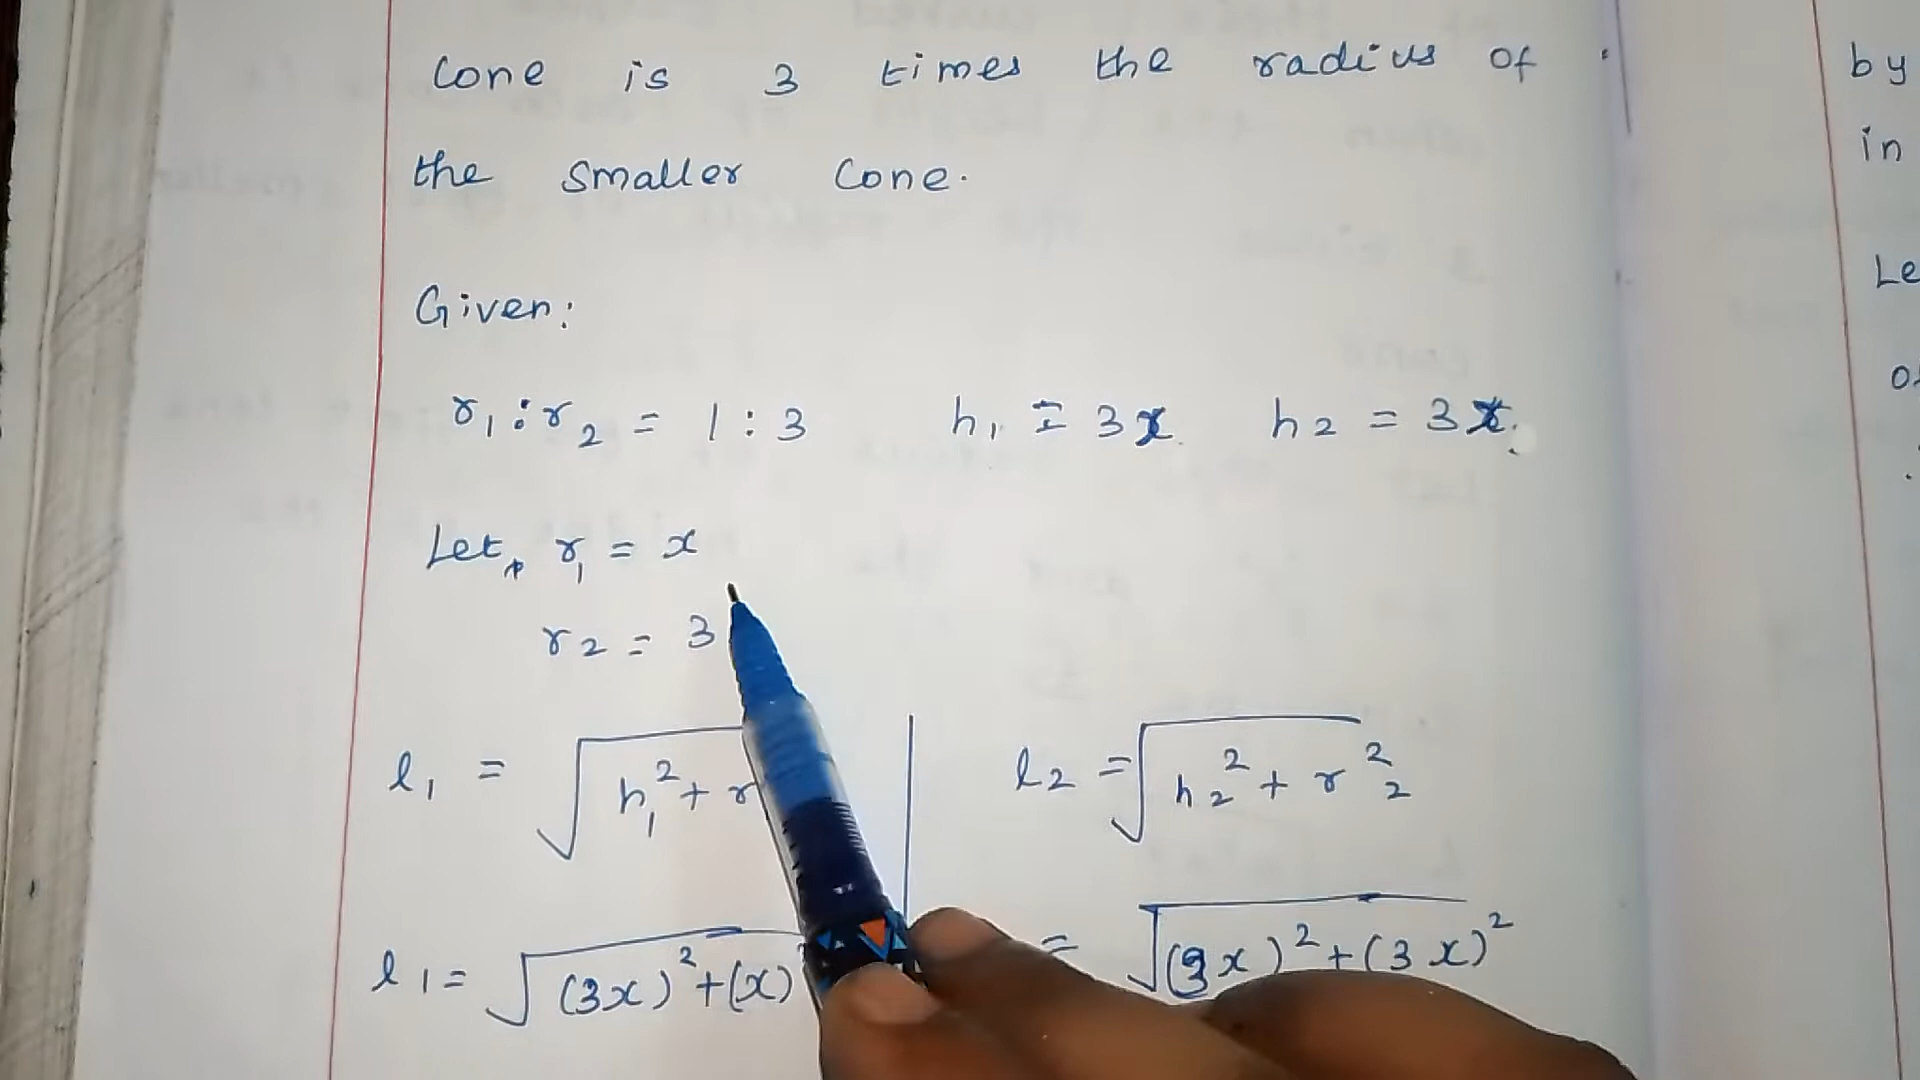 Cone is 3 times the radius of
the smaller Cone.
Given:
r₁ : r₂ = 1 : 3 h₁ = 3x h₂ = 3x.
Let, r₁ = x
r₂ = 3
l₁ = √h₁² + r
l₂ = √h₂² + r₂²
l₁ = √(3x)² + (x)
= √(3x)² + (3x)²
by
in
Le